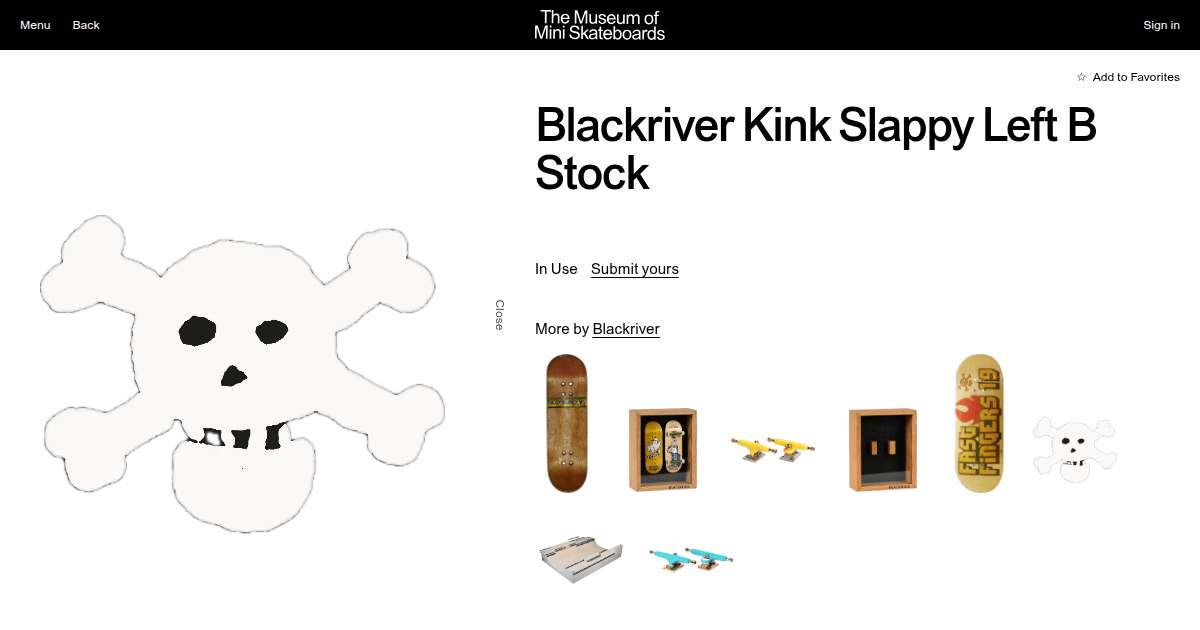 Menu
Back
The Museum of
Mini Skateboards
Sign in
☆ Add to Favorites
Blackriver Kink Slappy Left B
Stock
In Use
Submit yours
Close
More by Blackriver
FAST
FINGERS 19